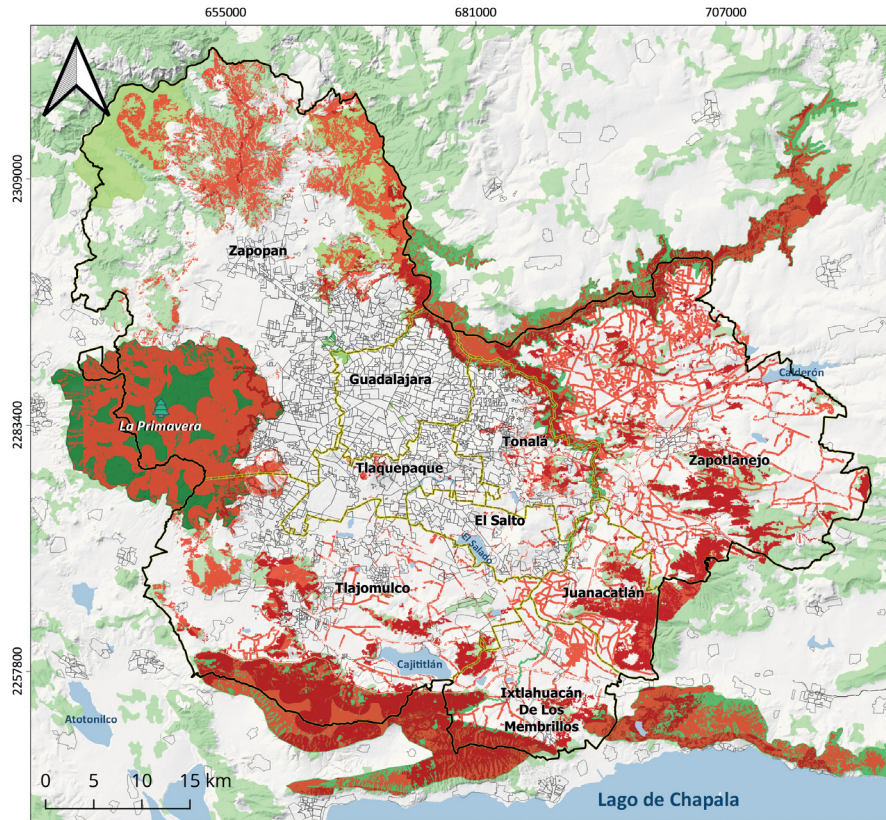 655000
681000
707000
2309000
Zapopan
Guadalajara
Calderón
2283400
La Primavera
Tonalá
Tlaquepaque
Zapotlanejo
El Salto
El Ahogado
Tlajomulco
Juanacatlán
2257800
Cajititlán
Ixtlahuacán
De Los
Membrillos
Atotonilco
0 5 10 15 km
Lago de Chapala